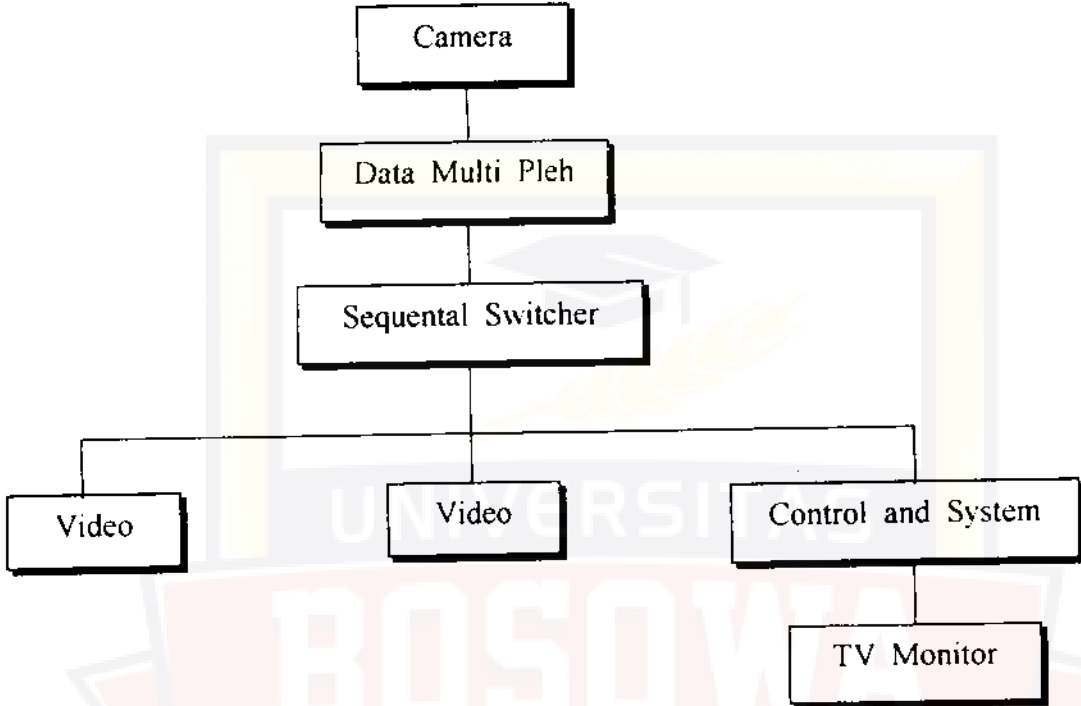 Camera
Data Multi Pleh
Sequental Switcher
Video
Video
Control and System
TV Monitor
UNIVERSITAS
BOSOWA